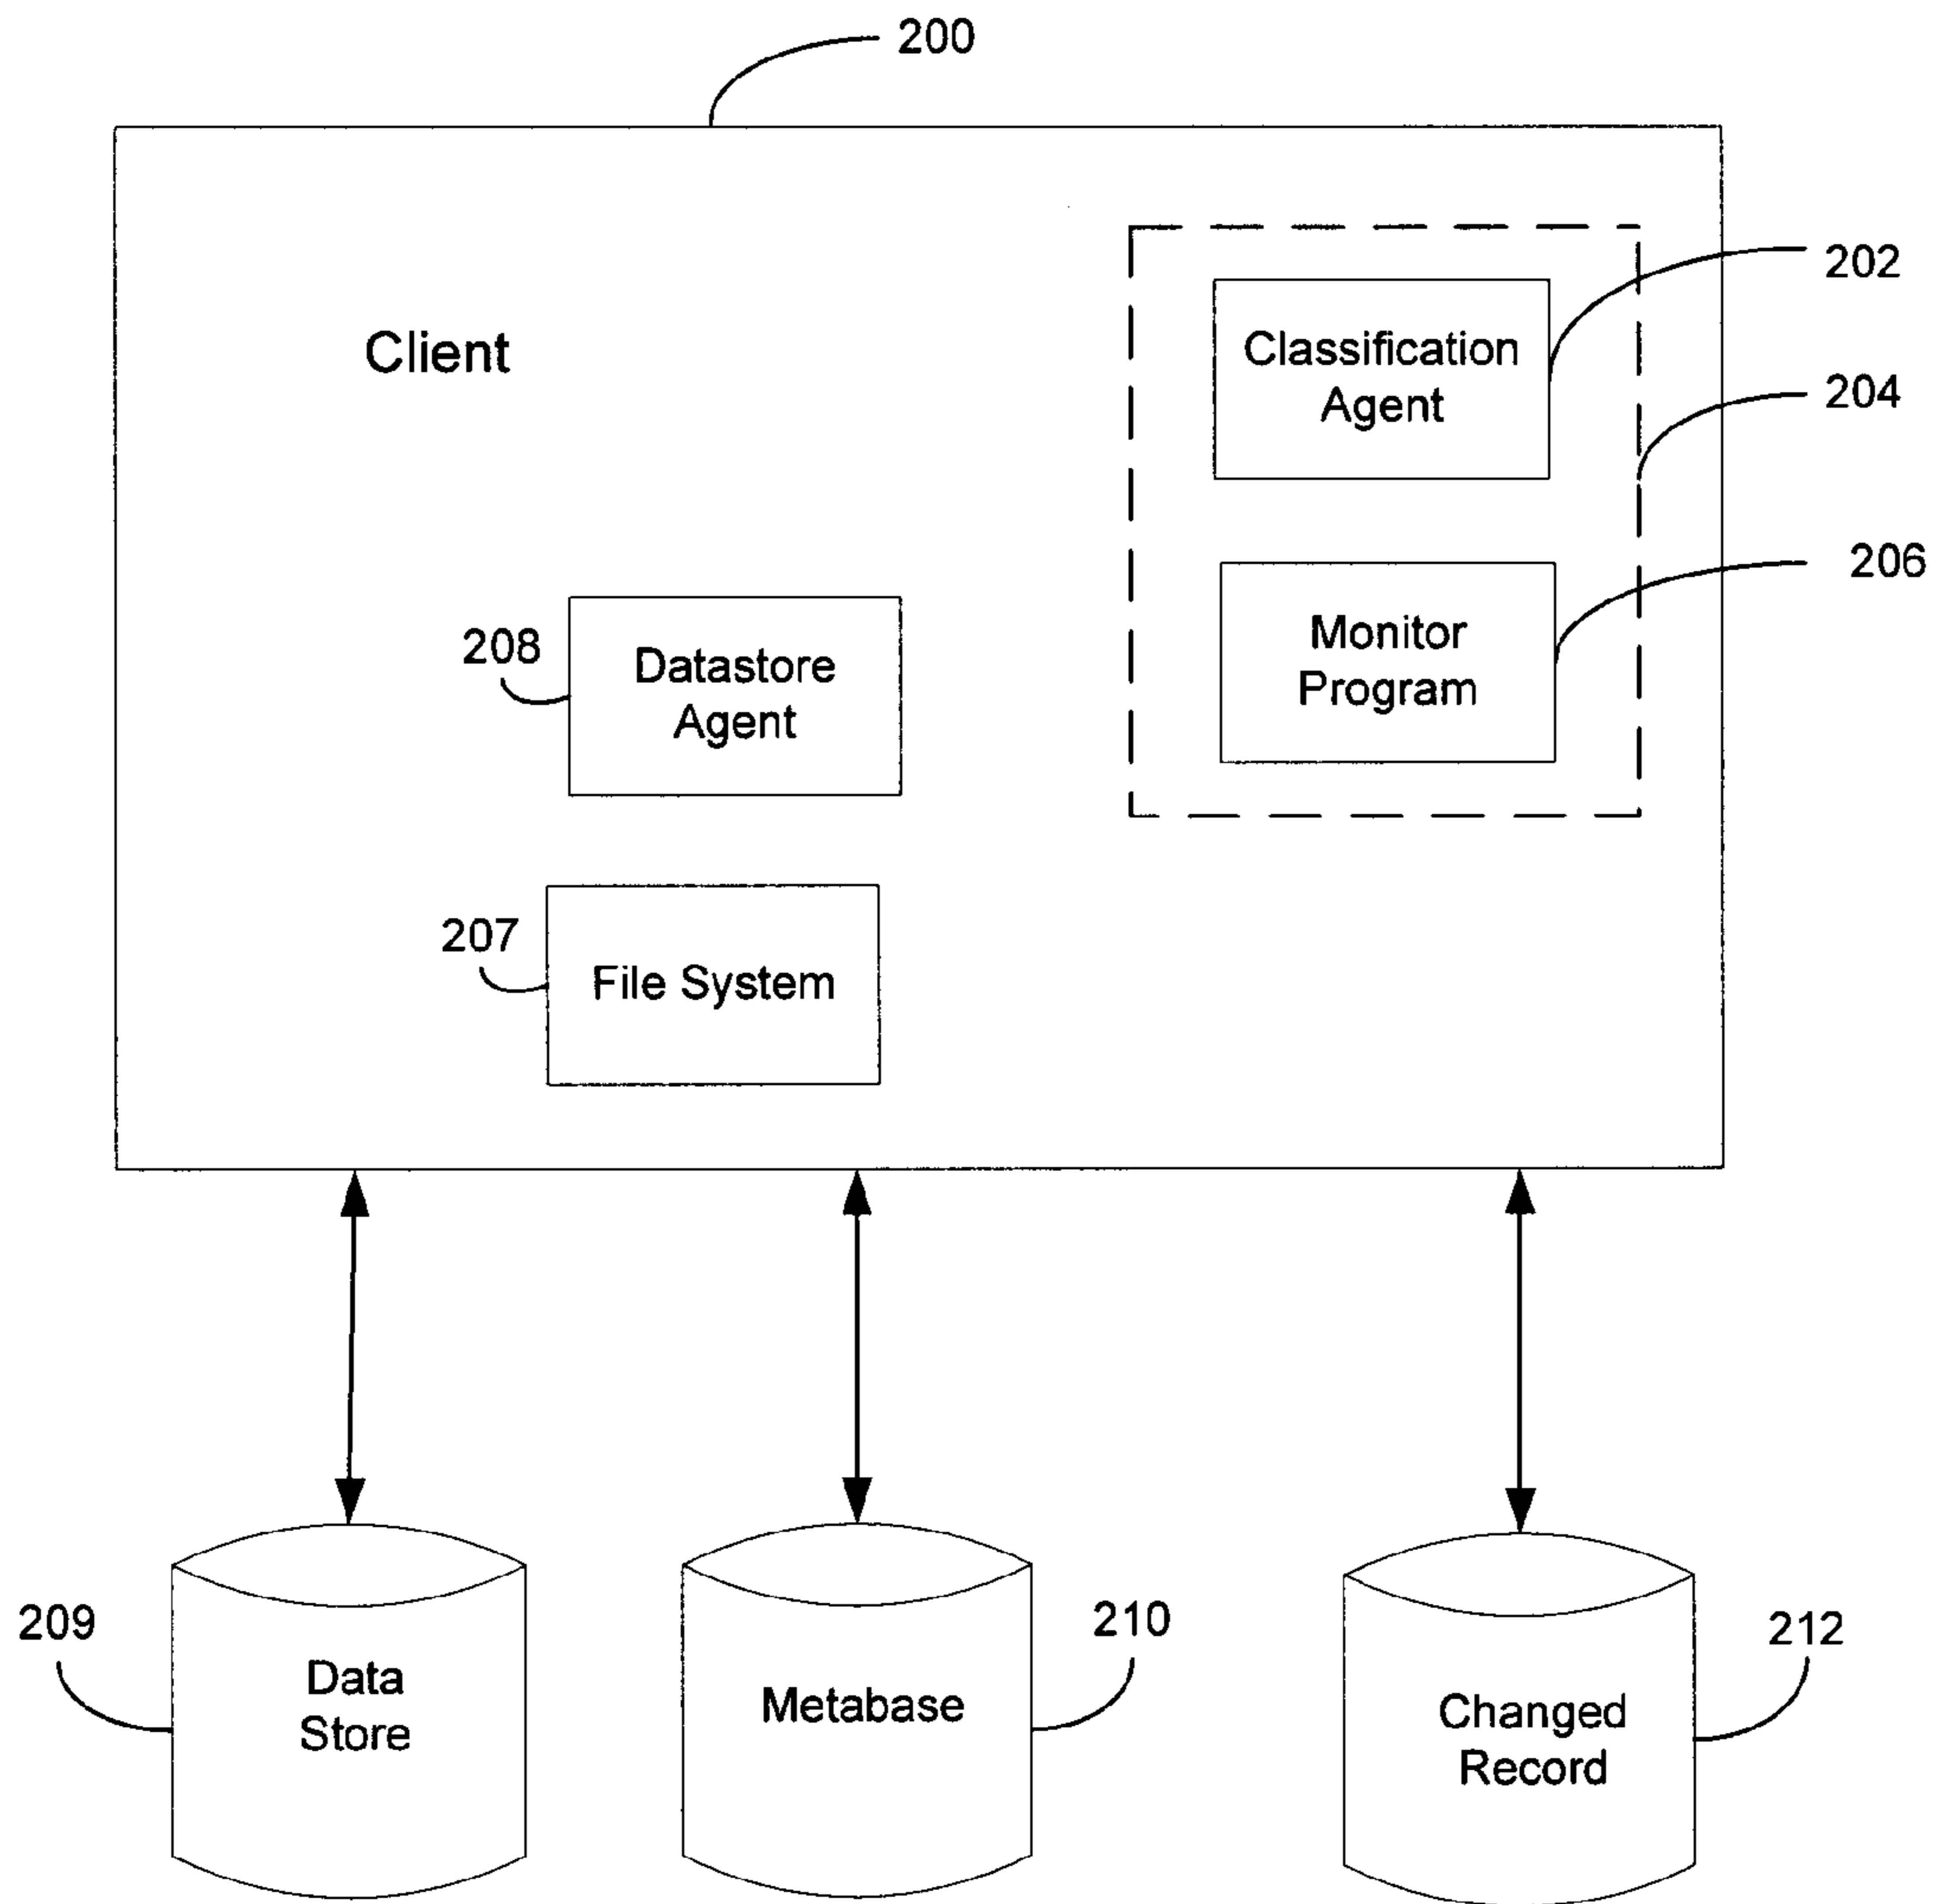 200
Client
Classification
Agent
202
204
Monitor
Program
206
208
Datastore
Agent
207
File System
209
Data
Store
Metabase
210
Changed
Record
212